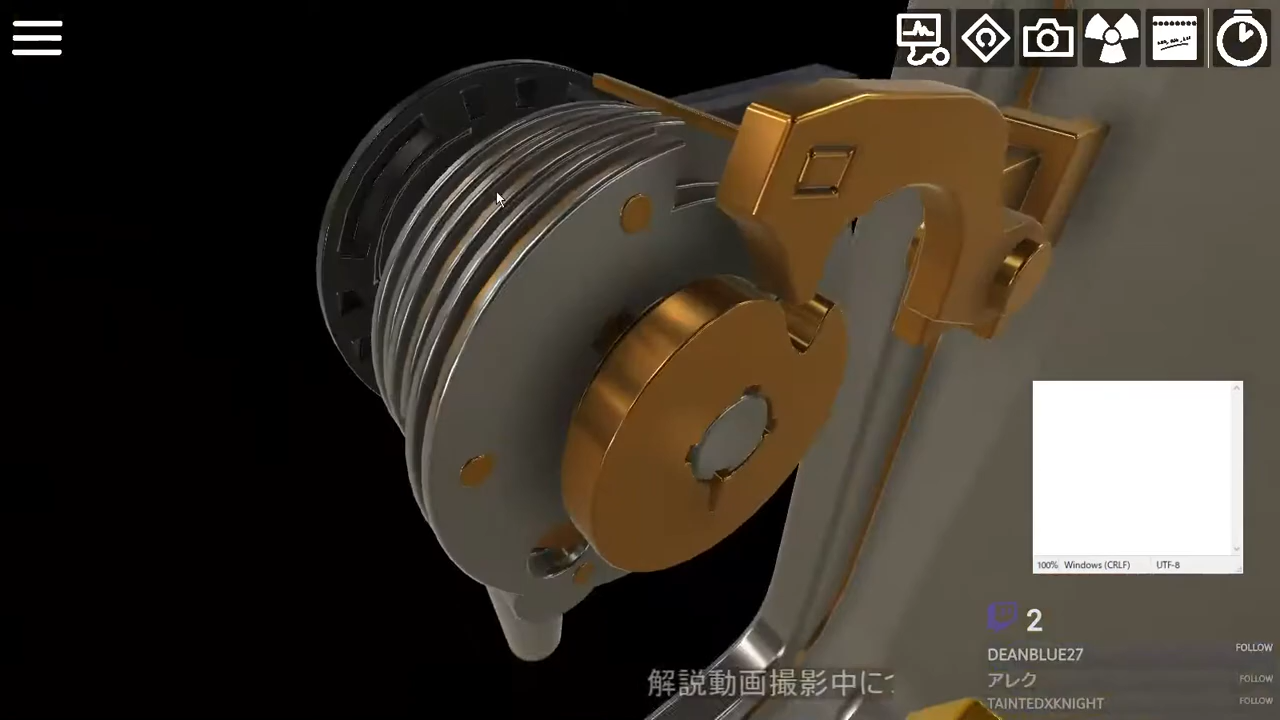 100%
Windows (CRLF)
UTF-8
2
DEANBLUE27
FOLLOW
アレク
FOLLOW
TAINTEDXKNIGHT
FOLLOW
解説動画撮影中に